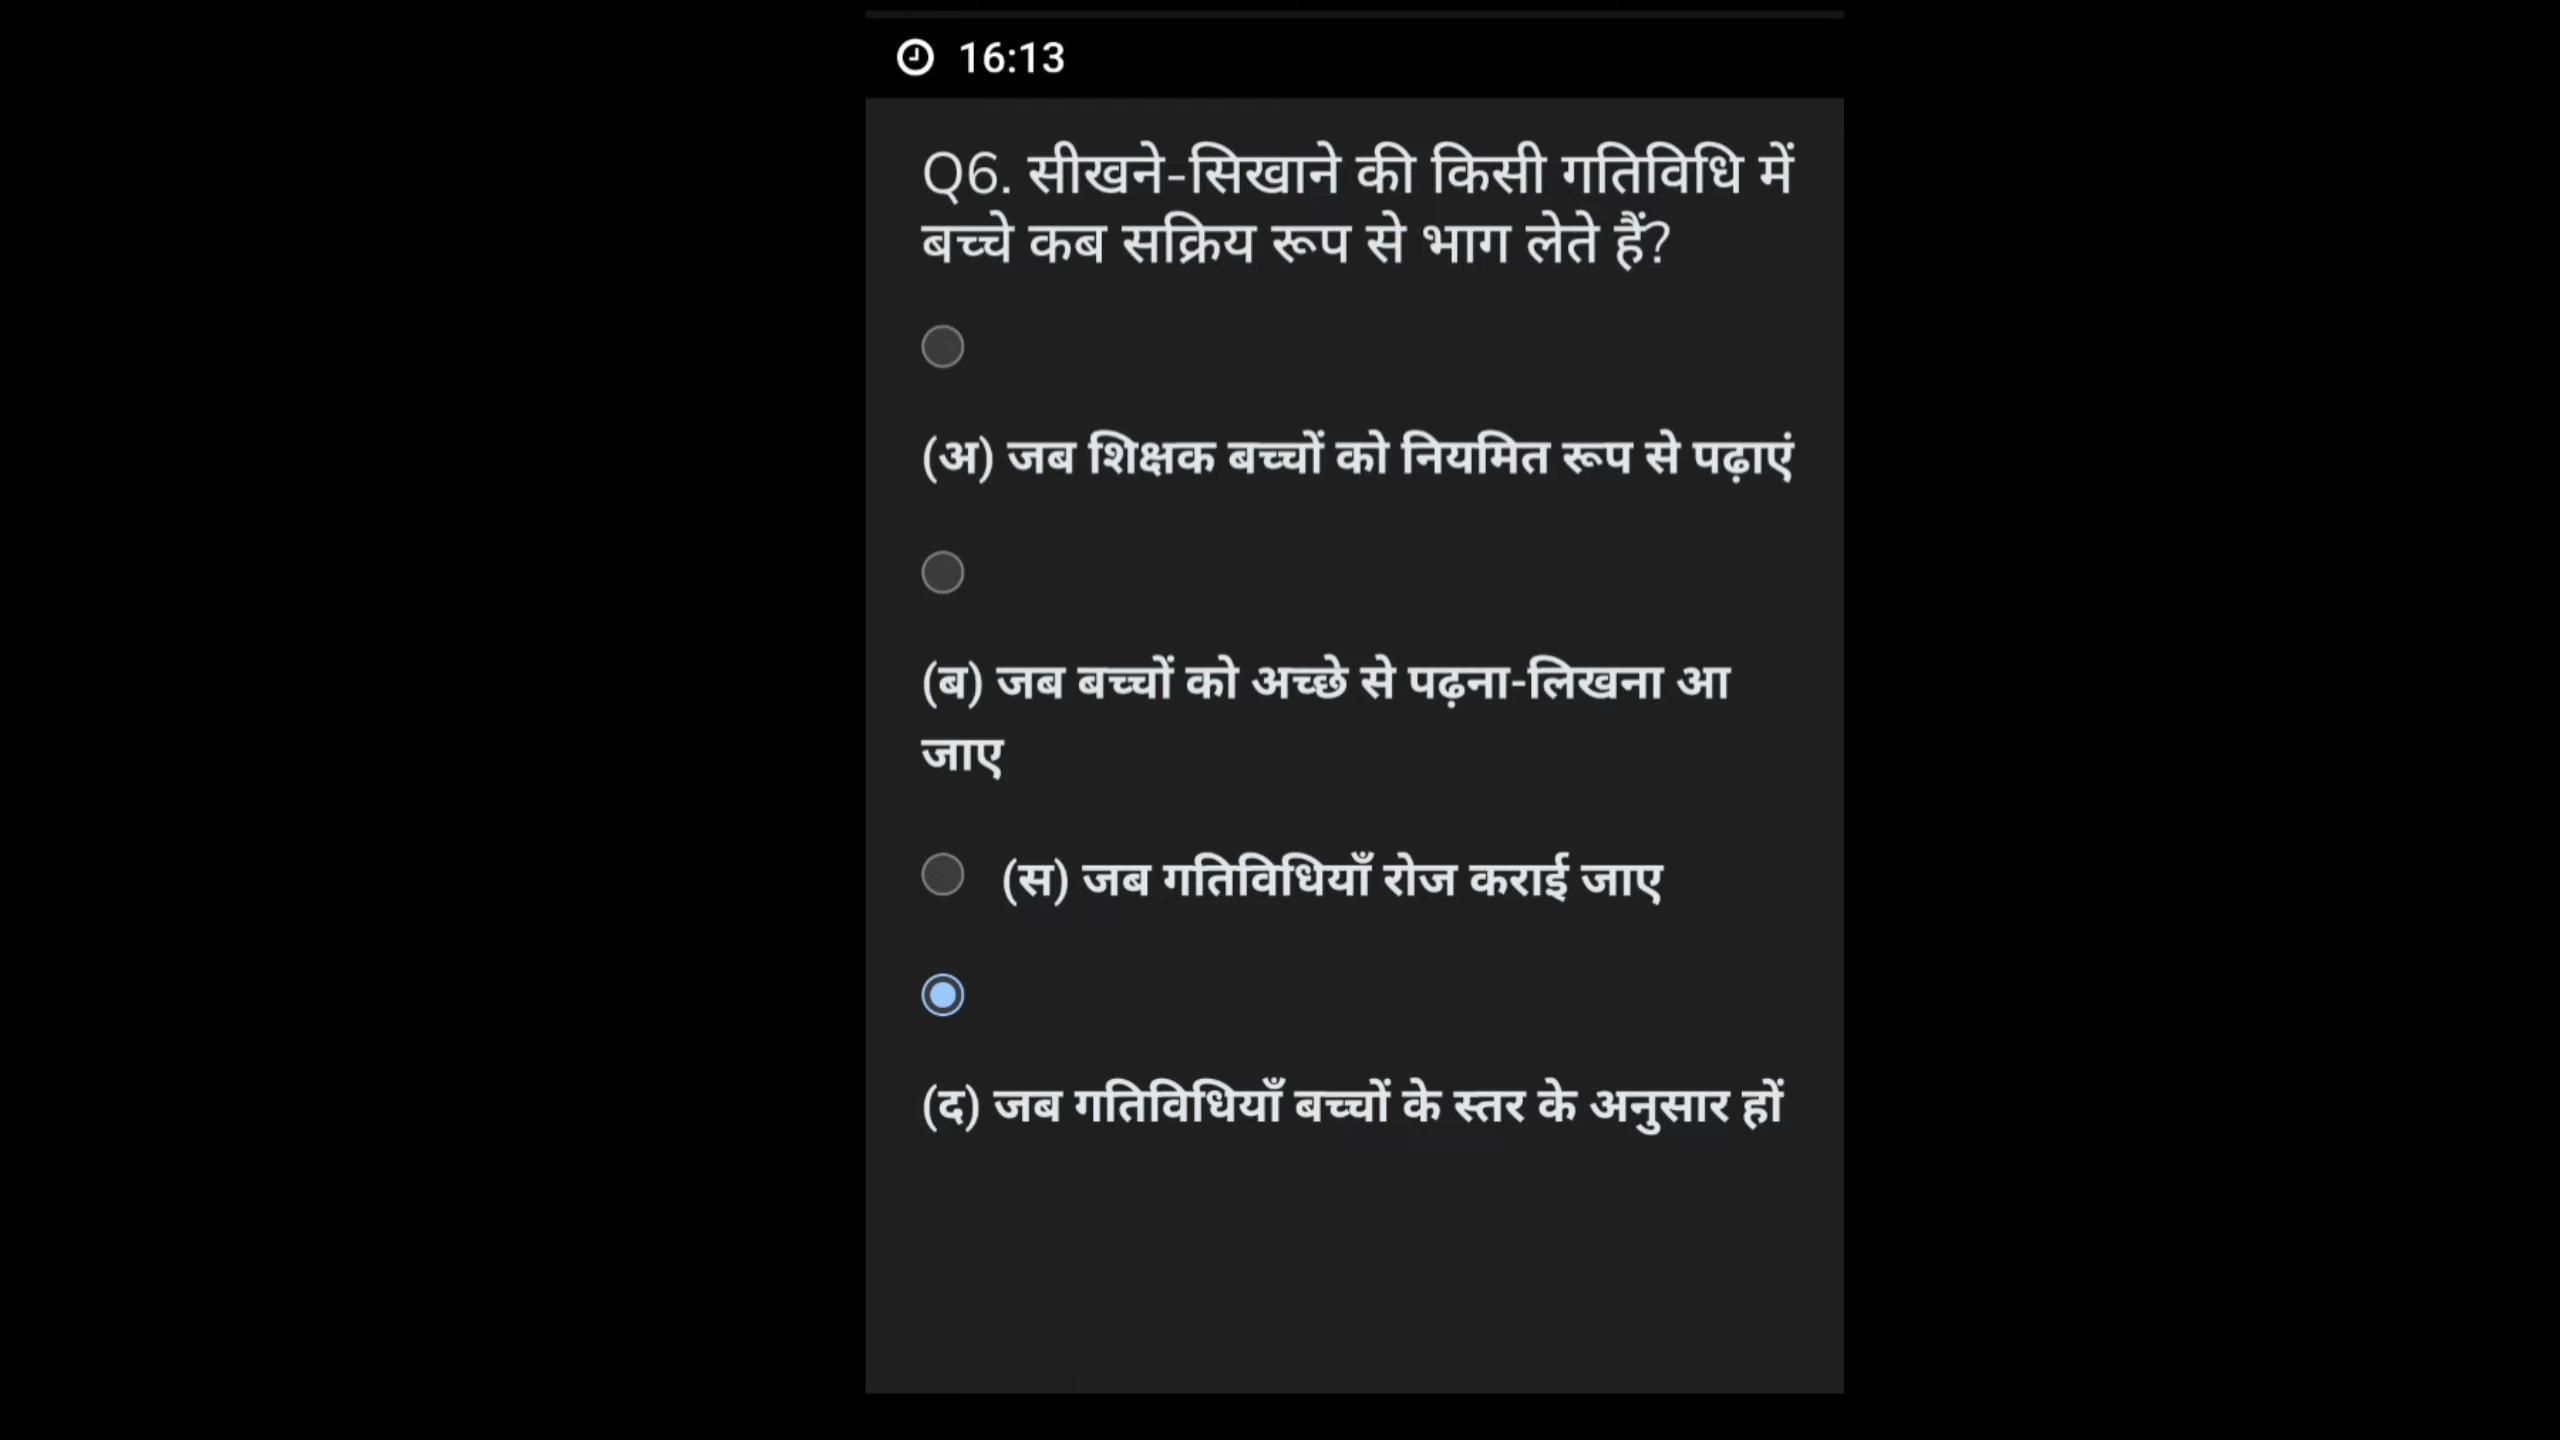 16:13
Q6. सीखने-सिखाने की किसी गतिविधि में
बच्चे कब सक्रिय रूप से भाग लेते हैं?
(अ) जब शिक्षक बच्चों को नियमित रूप से पढ़ाएं
(ब) जब बच्चों को अच्छे से पढ़ना-लिखना आ
जाए
(स) जब गतिविधियाँ रोज कराई जाए
(द) जब गतिविधियाँ बच्चों के स्तर के अनुसार हों